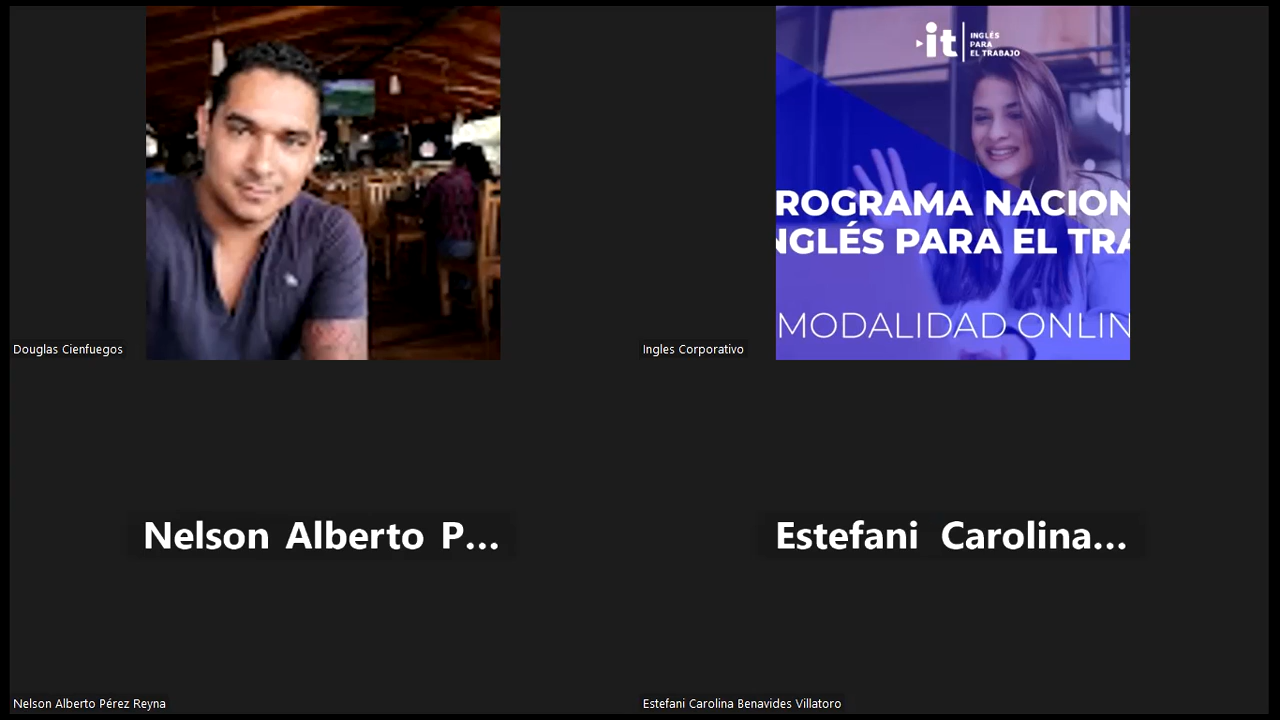 it
INGLÉS
PARA
EL TRABAJO
ROGRAMA NACION
NGLÉS PARA EL TRA
MODALIDAD ONLIN
Douglas Cienfuegos
Ingles Corporativo
Nelson Alberto P...
Estefani Carolina...
Nelson Alberto Pérez Reyna
Estefani Carolina Benavides Villatoro